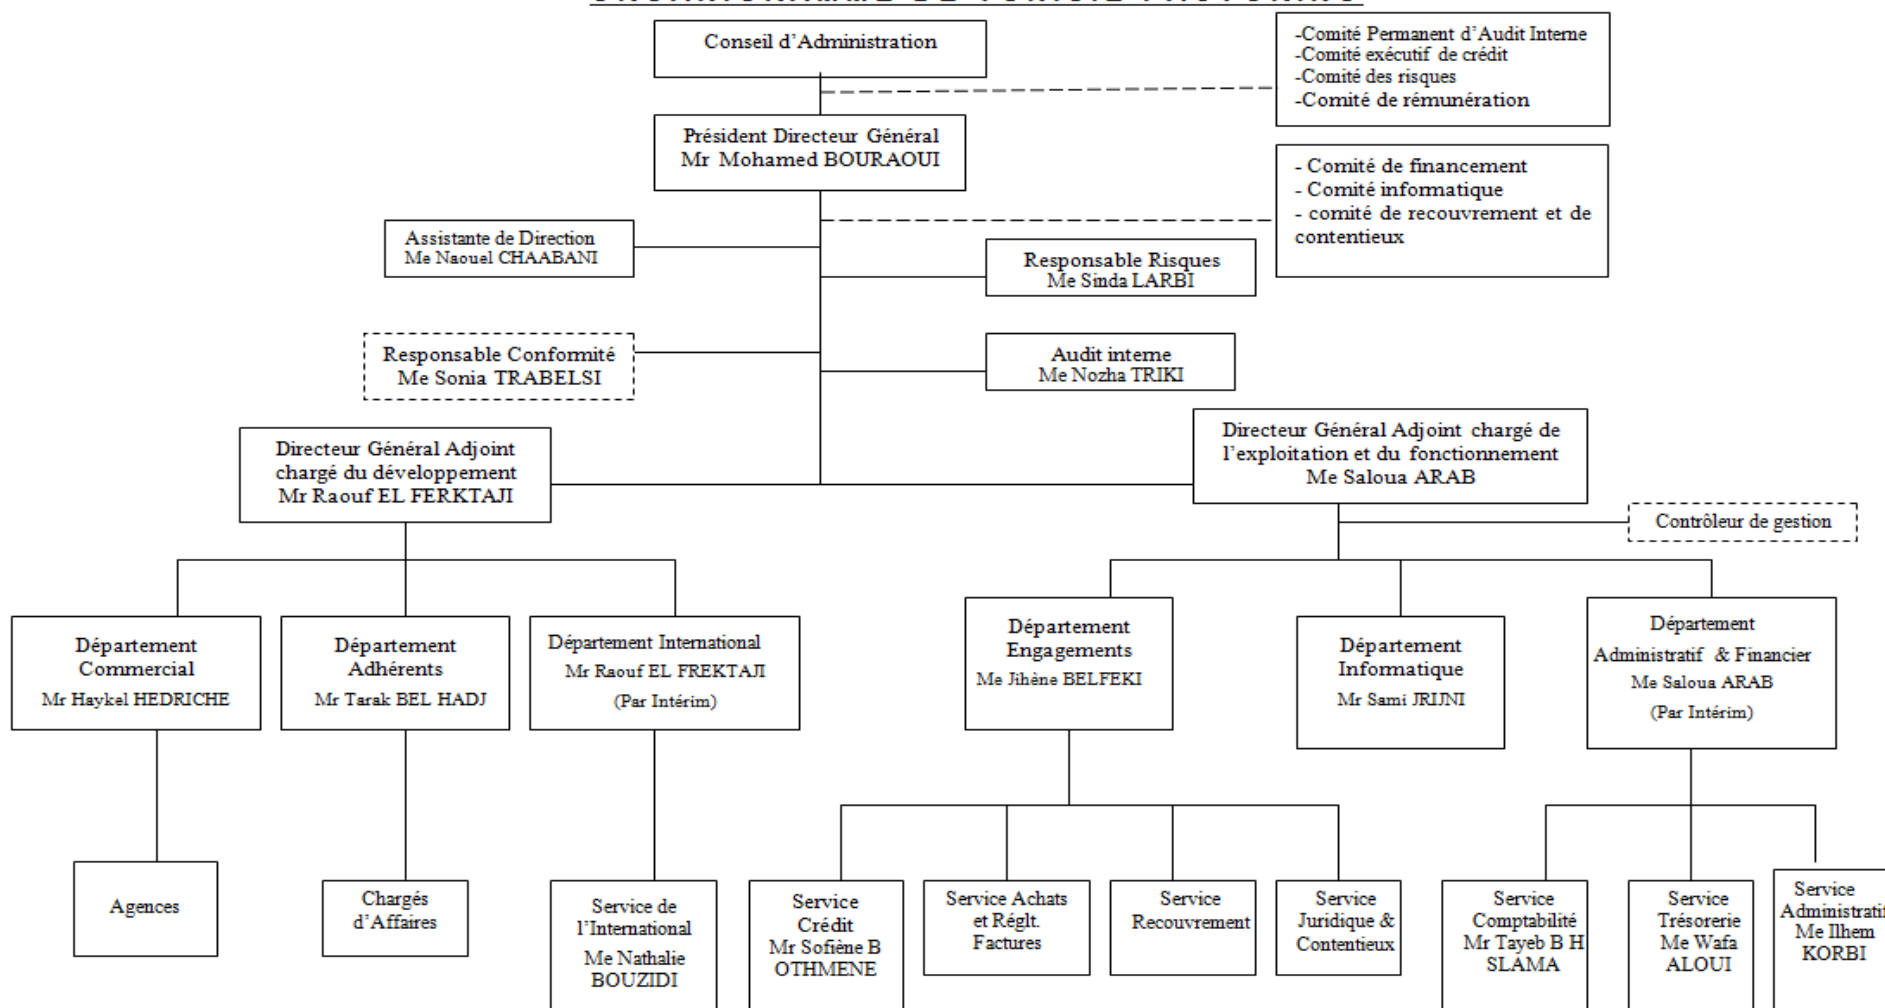 Conseil d'Administration
-Comité Permanent d'Audit Interne
-Comité exécutif de crédit
-Comité des risques
-Comité de rémunération
Président Directeur Général
Mr Mohamed BOURAOUI
- Comité de financement
- Comité informatique
- comité de recouvrement et de
contentieux
Assistante de Direction
Me Naouel CHAABANI
Responsable Risques
Me Sinda LARBI
Responsable Conformité
Me Sonia TRABELSI
Audit interne
Me Nozha TRIKI
Directeur Général Adjoint
chargé du développement
Mr Raouf EL FERKTAJI
Directeur Général Adjoint chargé de
l'exploitation et du fonctionnement
Me Saloua ARAB
Contrôleur de gestion
Département
Commercial
Mr Haykel HEDRICHE
Département
Adhérents
Mr Tarak BEL HADJ
Département International
Mr Raouf EL FREKTAJI
(Par Intérim)
Département
Engagements
Me Jihène BELFEKI
Département
Informatique
Mr Sami JRIJNI
Département
Administratif & Financier
Me Saloua ARAB
(Par Intérim)
Agences
Chargés
d'Affaires
Service de
l'International
Me Nathalie
BOUZIDI
Service
Crédit
Mr Sofiène B
OTHMENE
Service Achats
et Réglt.
Factures
Service
Recouvrement
Service
Juridique &
Contentieux
Service
Comptabilité
Mr Tayeb B H
SLAMA
Service
Trésorerie
Me Wafa
ALOUI
Service
Administratif
Me Ilhem
KORBI